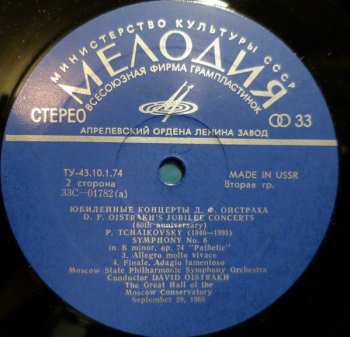 МИНИСТЕРСТВО КУЛЬТУРЫ СССР
МЕЛОДИЯ
ВСЕСОЮЗНАЯ ФИРМА ГРАМПЛАСТИНОК
СТЕРЕО
33
АПРЕЛЕВСКИЙ ОРДЕНА ЛЕНИНА ЗАВОД
ТУ-43.10.1.74
MADE IN USSR
2 сторона
Вторая гр.
33С—01782(а)
ЮБИЛЕЙНЫЕ КОНЦЕРТЫ Д. Ф. ОЙСТРАХА
D. F. OISTRAKH'S JUBILEE CONCERTS
(60th anniversary)
P. TCHAIKOVSKY (1840—1893)
SYMPHONY No. 6
in B minor, op. 74 "Pathetic"
3. Allegro molto vivace
4. Finale, Adagio lamentoso
Moscow State Philharmonic Symphony Orchestra
Conductor DAVID OISTRAKH
The Great Hall of the
Moscow Conservatory
September 29, 1968